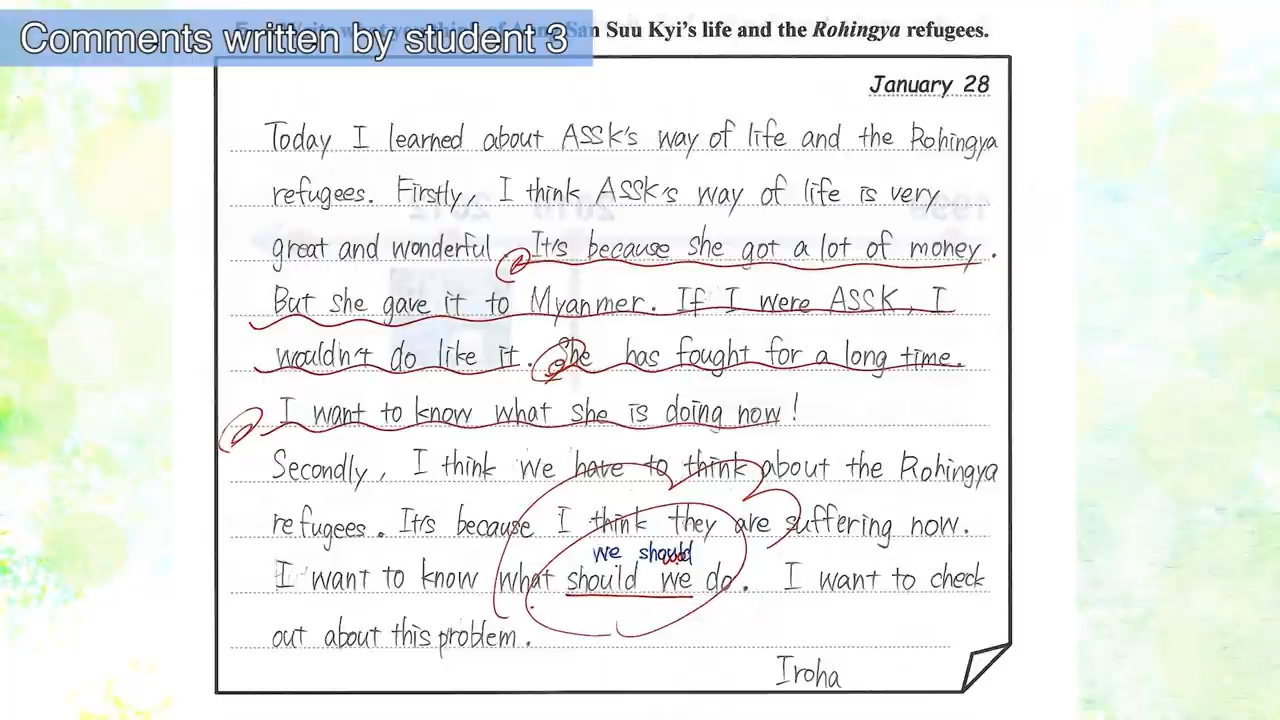 Comments written by student 3
San Suu Kyi's life and the Rohingya refugees.
January 28
Today I learned about ASSK's way of life and the Rohingya
refugees. Firstly, I think ASSK's way of life is very
great and wonderful. It's because she got a lot of money.
But she gave it to Myanmer. If I were ASSK, I
wouldn't do like it. She has fought for a long time.
I want to know what she is doing now!
Secondly, I think we have to think about the Rohingya
refugees. It's because I think they are suffering now.
we should
I want to know what should we do. I want to check
out about this problem.
Iroha